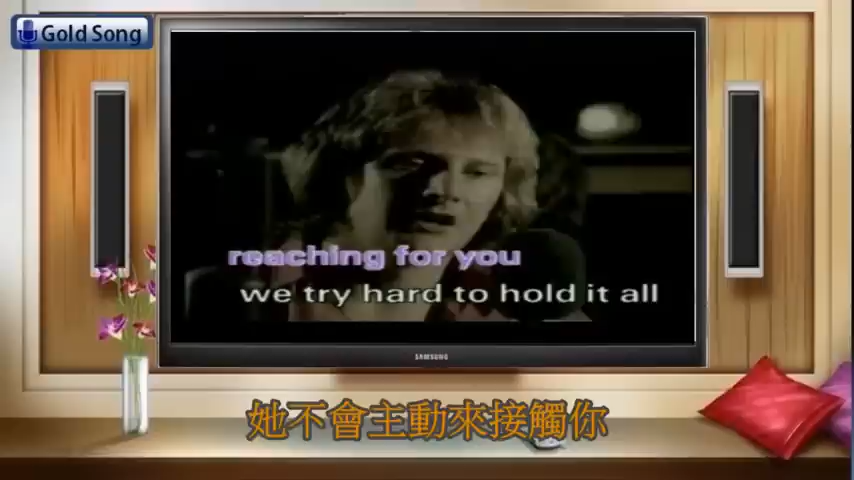 Gold Song
reaching for you
we try hard to hold it all
SAMSUNG
她不會主動來接觸你